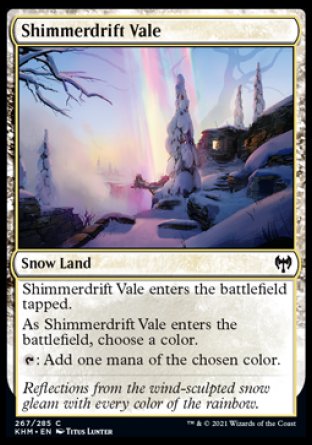 Shimmerdrift Vale
Snow Land
Shimmerdrift Vale enters the battlefield
tapped.
As Shimmerdrift Vale enters the
battlefield, choose a color.
: Add one mana of the chosen color.
Reflections from the wind-sculpted snow
gleam with every color of the rainbow.
267/285 C
KHM • EN Titus Lunter
™ & © 2021 Wizards of the Coast